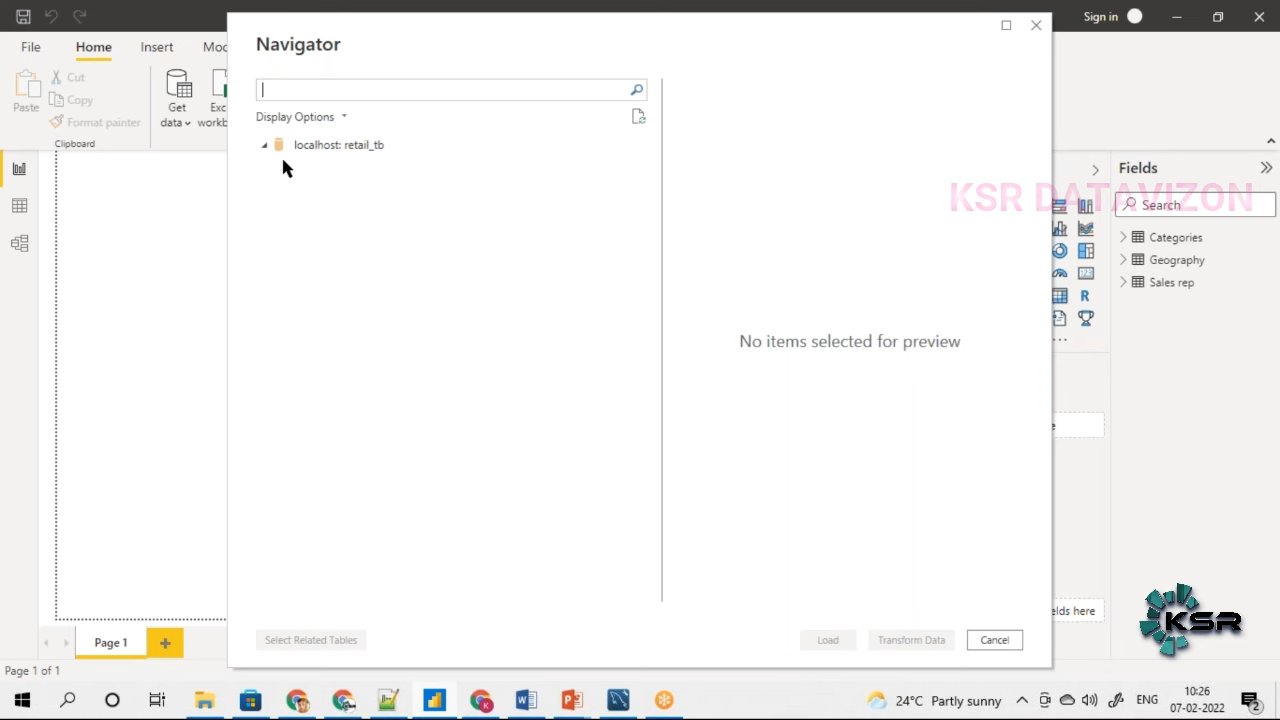 Sign in
File
Home
Insert
Mod
Paste
Cut
Copy
Format painter
Clipboard
Get
data
Exc
workb
Navigator
Display Options
localhost: retail_tb
No items selected for preview
Select Related Tables
Load
Transform Data
Cancel
Fields
KSR DATAVIZON
Search
Categories
Geography
Sales rep
123
R
e
elds here
KSR
Page 1
Page 1 of 1
24°C Partly sunny
ENG
10:26
07-02-2022
2